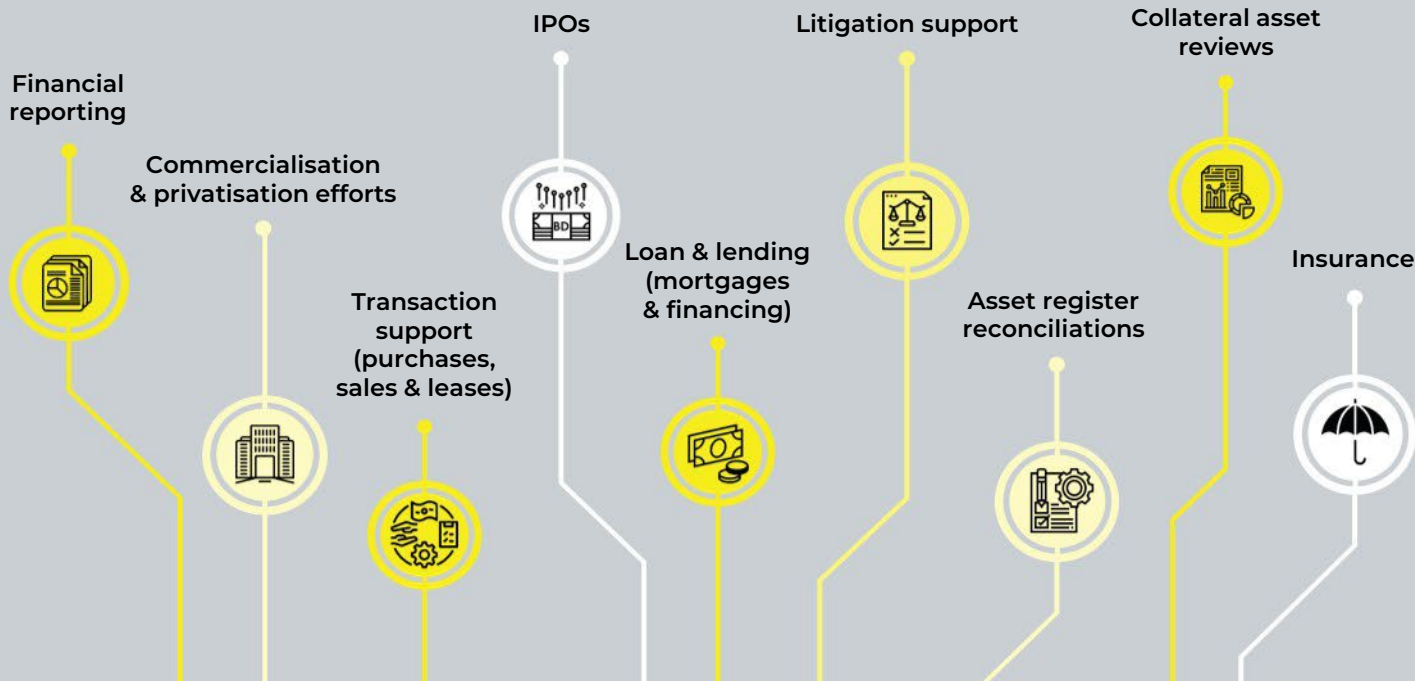 Financial
reporting
Commercialisation
& privatisation efforts
Transaction
support
(purchases,
sales & leases)
IPOs
BD
Loan & lending
(mortgages
& financing)
Litigation support
Asset register
reconciliations
Collateral asset
reviews
Insurance